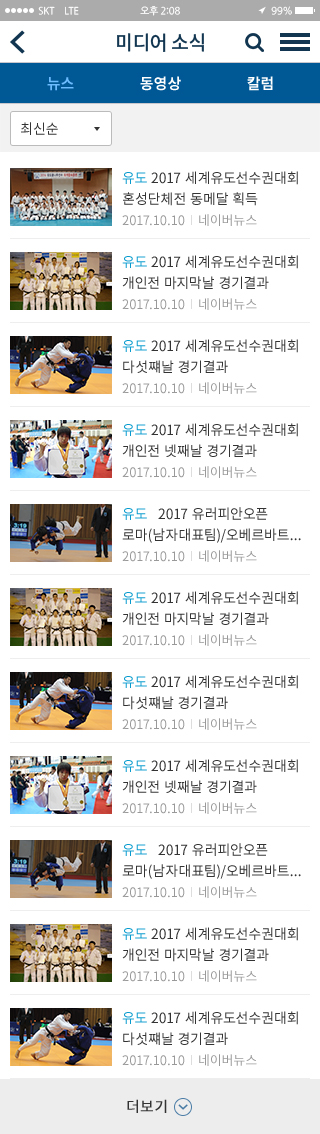 SKT LTE 오후 2:08 99%
미디어 소식
뉴스 동영상 칼럼
최신순
유도 2017 세계유도선수권대회
혼성단체전 동메달 획득
2017.10.10 네이버뉴스
유도 2017 세계유도선수권대회
개인전 마지막날 경기결과
2017.10.10 네이버뉴스
유도 2017 세계유도선수권대회
다섯쨰날 경기결과
2017.10.10 네이버뉴스
유도 2017 세계유도선수권대회
개인전 넷째날 경기결과
2017.10.10 네이버뉴스
유도 2017 유러피안오픈
로마(남자대표팀)/오베르바트...
2017.10.10 네이버뉴스
유도 2017 세계유도선수권대회
개인전 마지막날 경기결과
2017.10.10 네이버뉴스
유도 2017 세계유도선수권대회
다섯쨰날 경기결과
2017.10.10 네이버뉴스
유도 2017 세계유도선수권대회
개인전 넷째날 경기결과
2017.10.10 네이버뉴스
유도 2017 유러피안오픈
로마(남자대표팀)/오베르바트...
2017.10.10 네이버뉴스
유도 2017 세계유도선수권대회
개인전 마지막날 경기결과
2017.10.10 네이버뉴스
유도 2017 세계유도선수권대회
다섯쨰날 경기결과
2017.10.10 네이버뉴스
더보기